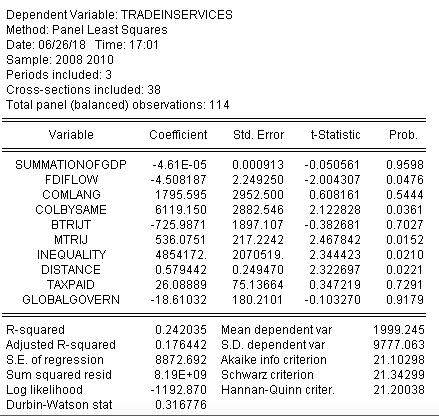 Dependent Variable: TRADEINSERVICES
Method: Panel Least Squares
Date: 06/26/18 Time: 17:01
Sample: 2008 2010
Periods included: 3
Cross-sections included: 38
Total panel (balanced) observations: 114
Variable Coefficient Std. Error t-Statistic Prob.
SUMMATIONOFGDP -4.61E-05 0.000913 -0.050561 0.9598
FDIFLOW -4.508187 2.249250 -2.004307 0.0476
COMLANG 1795.595 2952.500 0.608161 0.5444
COLBYSAME 6119.150 2882.546 2.122828 0.0361
BTRIJT -725.9871 1897.107 -0.382681 0.7027
MTRIJ 536.0751 217.2242 2.467842 0.0152
INEQUALITY 4854172. 2070519. 2.344423 0.0210
DISTANCE 0.579442 0.249470 2.322697 0.0221
TAXPAID 26.08889 75.13664 0.347219 0.7291
GLOBALGOVERN -18.61032 180.2101 -0.103270 0.9179
R-squared 0.242035 Mean dependent var 1999.245
Adjusted R-squared 0.176442 S.D. dependent var 9777.063
S.E. of regression 8872.692 Akaike info criterion 21.10298
Sum squared resid 8.19E+09 Schwarz criterion 21.34299
Log likelihood -1192.870 Hannan-Quinn criter. 21.20038
Durbin-Watson stat 0.316776